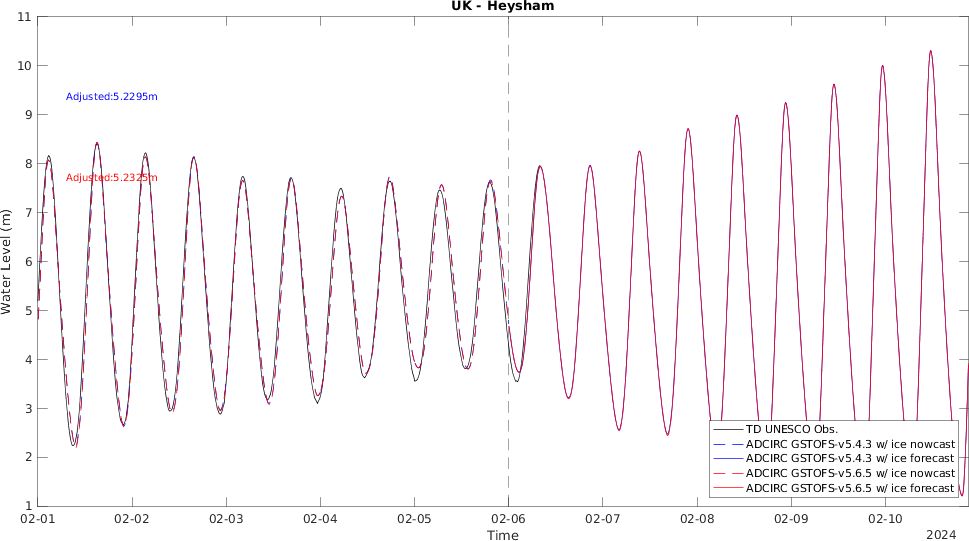 UK - Heysham
11
10
9
8
7
6
5
4
3
2
1
Water Level (m)
Adjusted:5.2295m
Adjusted:5.2325m
TD UNESCO Obs.
ADCIRC GSTOFS-v5.4.3 w/ ice nowcast
ADCIRC GSTOFS-v5.4.3 w/ ice forecast
ADCIRC GSTOFS-v5.6.5 w/ ice nowcast
ADCIRC GSTOFS-v5.6.5 w/ ice forecast
02-01 02-02 02-03 02-04 02-05 02-06 02-07 02-08 02-09 02-10
Time
2024